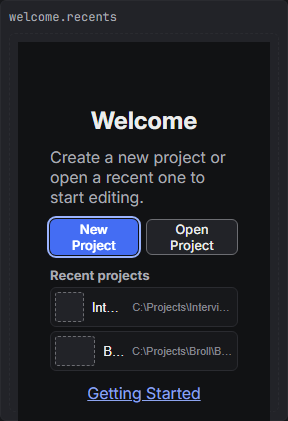 welcome.recents
Welcome
Create a new project or
open a recent one to
start editing.
New
Project
Open
Project
Recent projects
Int... C:\Projects\Intervi...
B... C:\Projects\Broll\B...
Getting Started